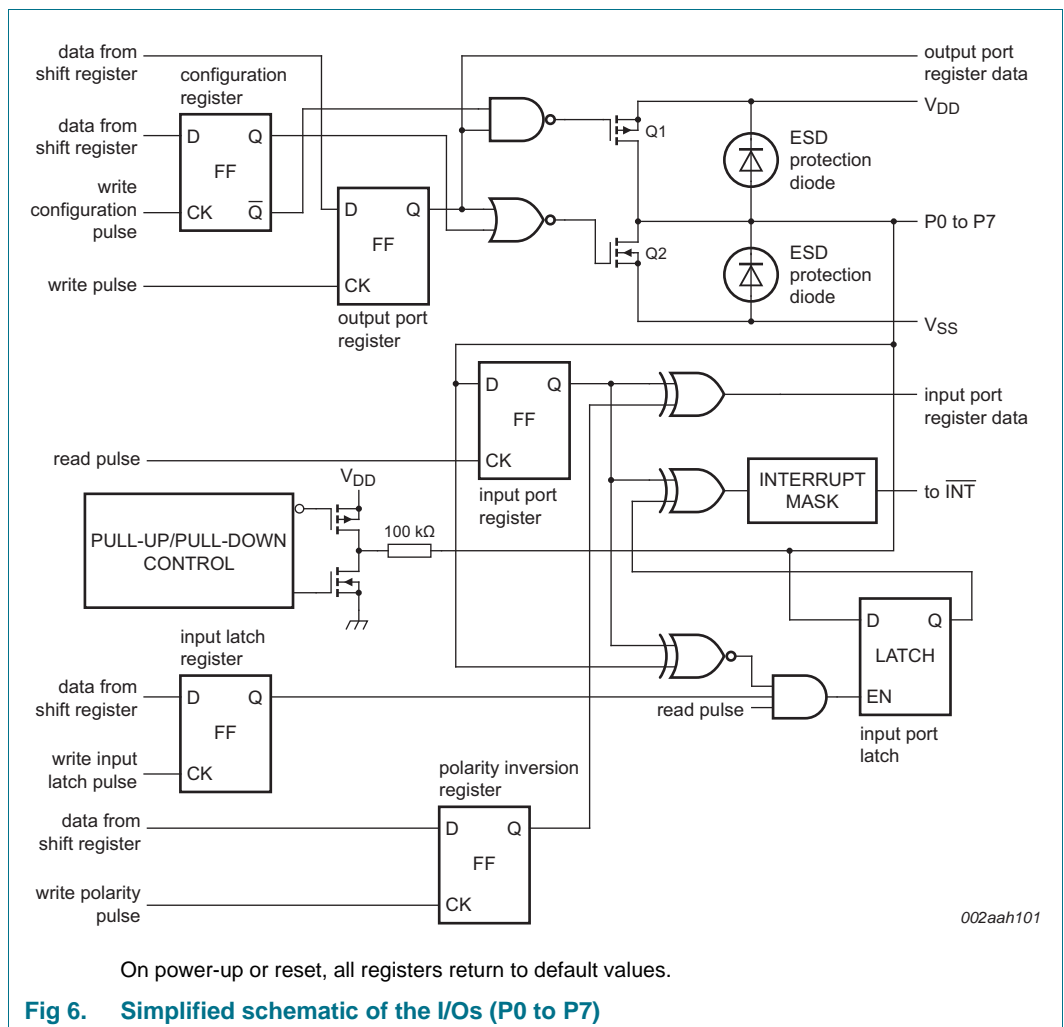 data from
shift register
configuration
register
output port
register data
data from
shift register
D
Q
FF
CK
Q
write
configuration
pulse
D
Q
FF
CK
write pulse
output port
register
Q1
Q2
VDD
ESD
protection
diode
P0 to P7
ESD
protection
diode
VSS
D
Q
FF
CK
read pulse
input port
register
input port
register data
INTERRUPT
MASK
to INT
VDD
PULL-UP/PULL-DOWN
CONTROL
100 kΩ
input latch
register
data from
shift register
D
Q
FF
CK
write input
latch pulse
read pulse
D
Q
LATCH
EN
input port
latch
polarity inversion
register
data from
shift register
D
Q
FF
CK
write polarity
pulse
002aah101
On power-up or reset, all registers return to default values.
Fig 6. Simplified schematic of the I/Os (P0 to P7)